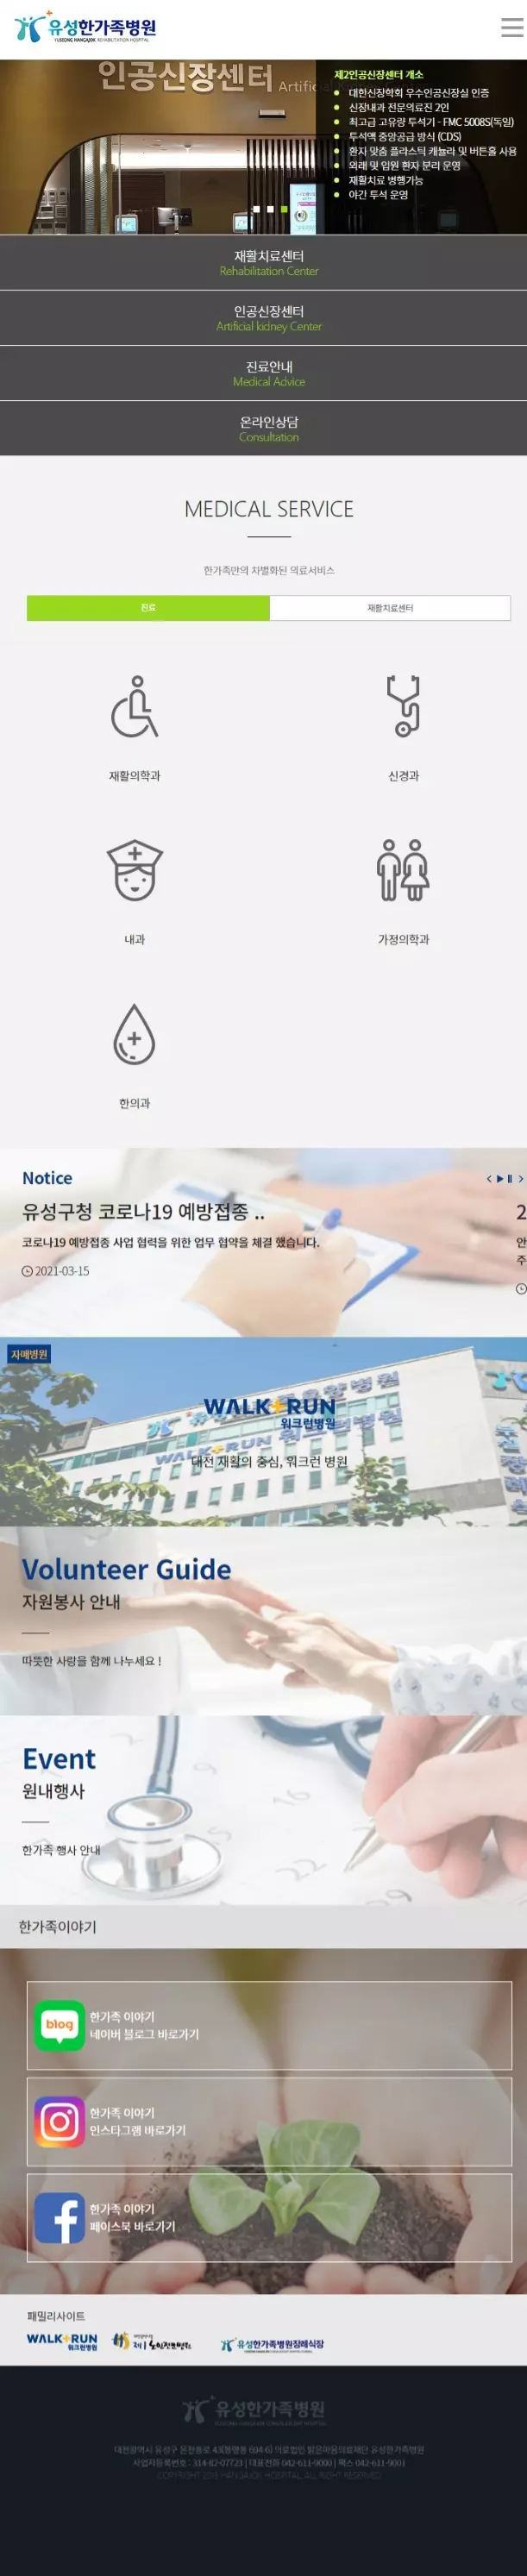 유성한가족병원
YUSEONG HANGAJOK REHABILITATION HOSPITAL
인공신장센터
Artific
제2인공신장센터 개소
대한신장학회 우수인공신장실 인증
신장내과 전문의료진 2인
최고급 고유량 투석기 - FMC 5008S(독일)
투석액 중앙공급 방식 (CDS)
환자 맞춤 플라스틱 캐뉼라 및 버튼홀 사용
외래 및 입원 환자 분리 운영
재활치료 병행가능
야간 투석 운영
재활치료센터
Rehabilitation Center
인공신장센터
Artificial kidney Center
진료안내
Medical Advice
온라인상담
Consultation
MEDICAL SERVICE
한가족만의 차별화된 의료서비스
진료
재활치료센터
재활의학과
신경과
내과
가정의학과
한의과
Notice
유성구청 코로나19 예방접종 ..
코로나19 예방접종 사업 협력을 위한 업무 협약을 체결 했습니다.
2021-03-15
2
안
주
자매병원
WALK RUN
워크런병원
대전 재활의 중심, 워크런 병원
Volunteer Guide
자원봉사 안내
따뜻한 사랑을 함께 나누세요 !
Event
원내행사
한가족 행사 안내
한가족이야기
blog
한가족 이야기
네이버 블로그 바로가기
한가족 이야기
인스타그램 바로가기
한가족 이야기
페이스북 바로가기
패밀리사이트
WALK RUN
워크런병원
유성한가족병원장례식장
유성한가족병원
대전광역시 유성구 온천동로 43(봉명동 694-6) 의료법인 밝은마음의료재단 유성한가족병원
사업자등록번호 : 314-82-07723 | 대표전화 042-611-9000 | 팩스 042-611-9001